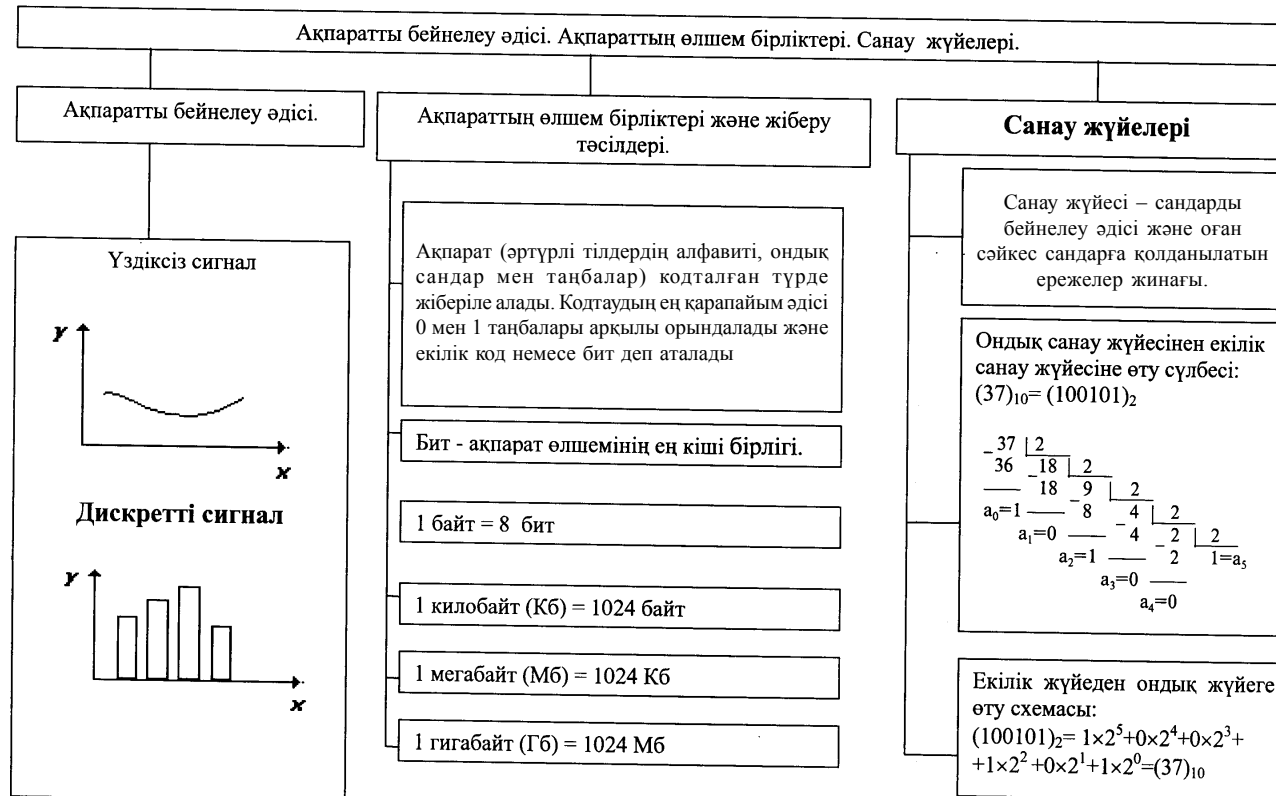 Ақпаратты бейнелеу әдісі. Ақпараттың өлшем бірліктері. Санау жүйелері.
Ақпаратты бейнелеу әдісі.
Үздіксіз сигнал
y
x
Дискретті сигнал
y
x
Ақпараттың өлшем бірліктері және жіберу
тәсілдері.
Ақпарат (әртүрлі тілдердің алфавиті, ондық
сандар мен таңбалар) кодталған түрде
жіберіле алады. Кодтаудың ең қарапайым әдісі
0 мен 1 таңбалары арқылы орындалады және
екілік код немесе бит деп аталады
Бит - ақпарат өлшемінің ең кіші бірлігі.
1 байт = 8 бит
1 килобайт (Кб) = 1024 байт
1 мегабайт (Мб) = 1024 Кб
1 гигабайт (Гб) = 1024 Мб
Санау жүйелері
Санау жүйесі – сандарды
бейнелеу әдісі және оған
сәйкес сандарға қолданылатын
ережелер жинағы.
Ондық санау жүйесінен екілік
санау жүйесіне өту сүлбесі:
(37)₁₀= (100101)₂
- 37 | 2
36 - 18 | 2
18 - 9 | 2
a₀=1 8 - 4 | 2
a₁=0 4 - 2 | 2
a₂=1 2 1=a₅
a₃=0
a₄=0
Екілік жүйеден ондық жүйеге
өту схемасы:
(100101)₂= 1×2⁵+0×2⁴+0×2³+
+1×2² +0×2¹+1×2⁰=(37)₁₀